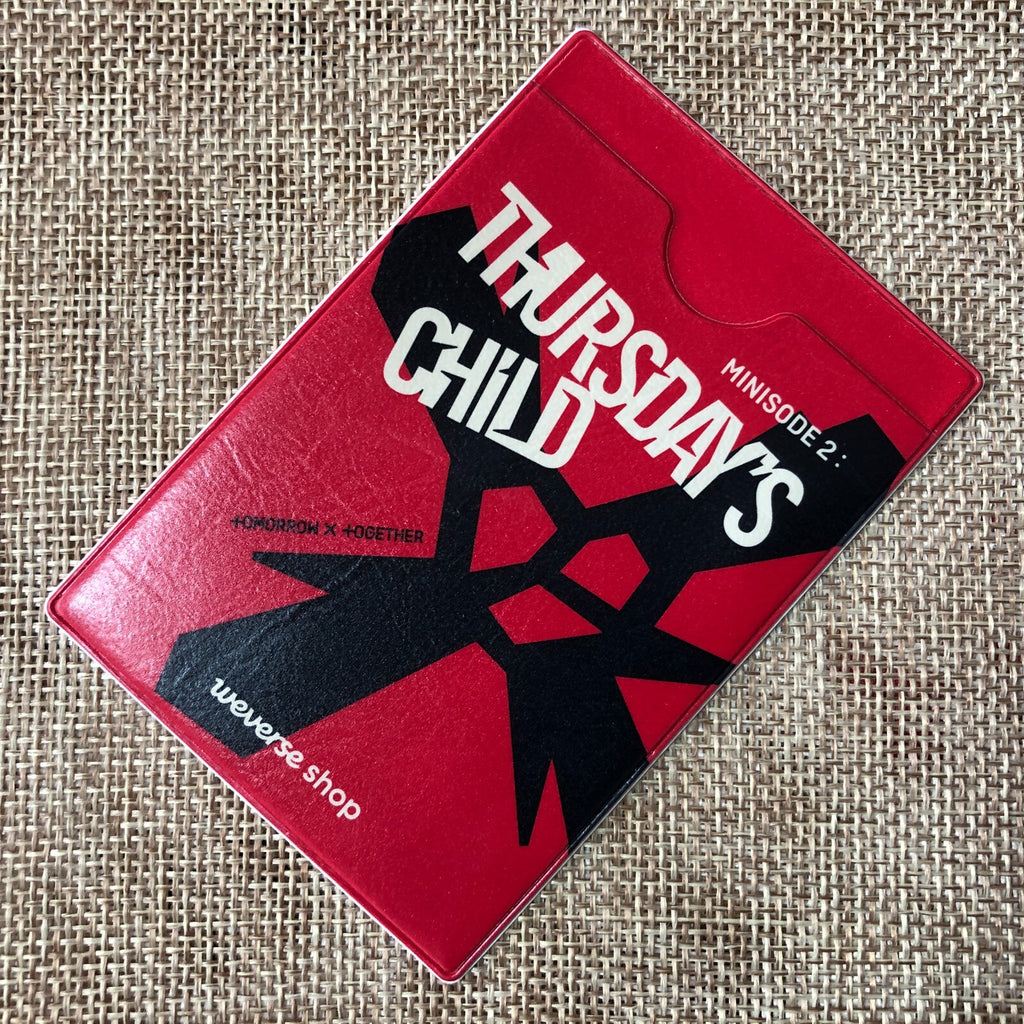 MINISODE 2:
THURSDAY'S
CHiLD
TOMORROW X TOGETHER
weverse shop